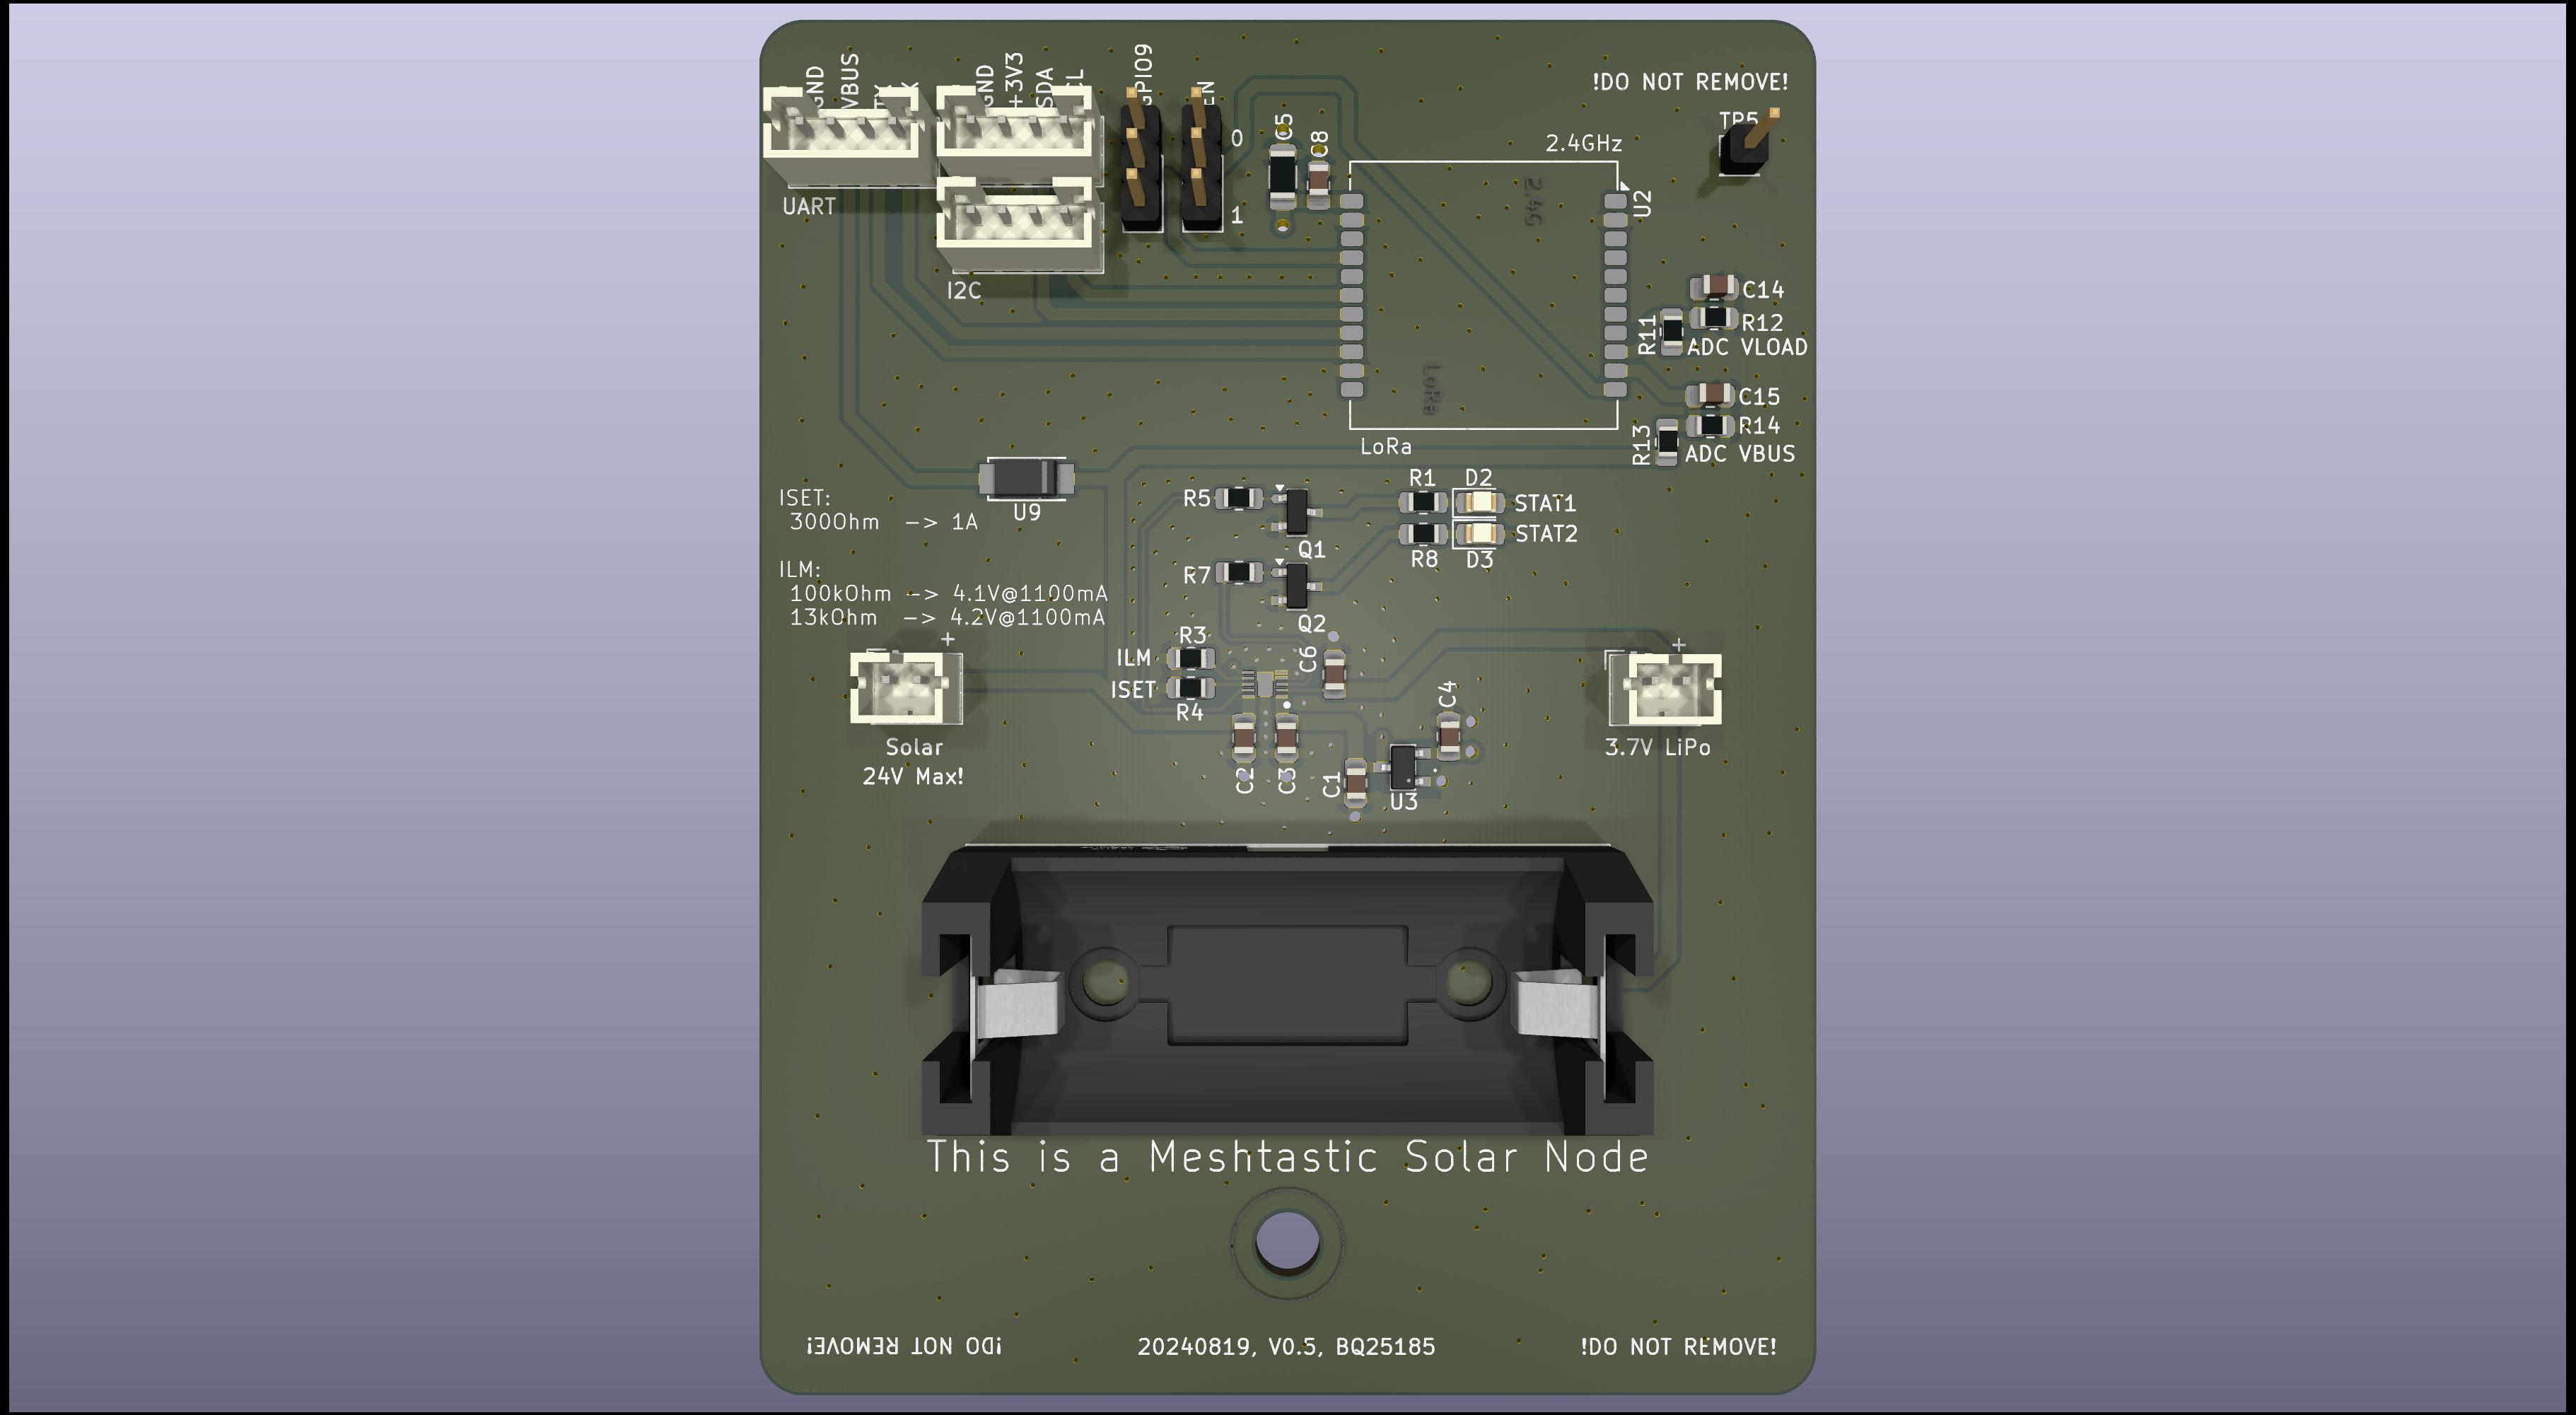 GND
VBUS
GND
+3V3
SDA
GPIO9
!DO NOT REMOVE!
TP5
0
1
C5
C8
2.4GHz
2.4G
U2
UART
I2C
C14
R12
R11
ADC VLOAD
LoRa
C15
R14
R13
ADC VBUS
LoRa
U9
ISET:
300Ohm -> 1A
R5
Q1
R1
D2
STAT1
STAT2
R8
D3
ILM:
100kOhm -> 4.1V@1100mA
13kOhm -> 4.2V@1100mA
R7
Q2
+
+
R3
ILM
ISET
R4
C6
C4
C2
C3
C1
U3
Solar
24V Max!
3.7V LiPo
This is a Meshtastic Solar Node
!DO NOT REMOVE!
20240819, V0.5, BQ25185
!DO NOT REMOVE!